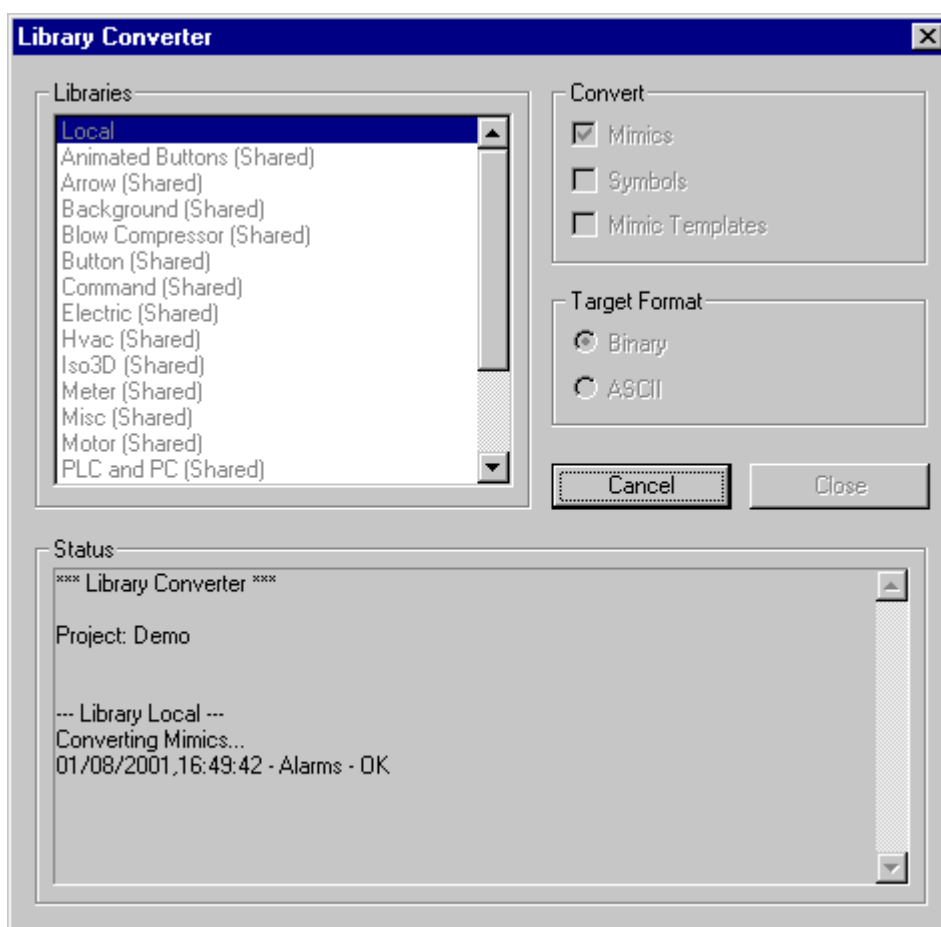 Library Converter
Libraries
Local
Animated Buttons (Shared)
Arrow (Shared)
Background (Shared)
Blow Compressor (Shared)
Button (Shared)
Command (Shared)
Electric (Shared)
Hvac (Shared)
Iso3D (Shared)
Meter (Shared)
Misc (Shared)
Motor (Shared)
PLC and PC (Shared)
Convert
Mimics
Symbols
Mimic Templates
Target Format
Binary
ASCII
Cancel
Close
Status
*** Library Converter ***
Project: Demo
--- Library Local ---
Converting Mimics...
01/08/2001,16:49:42 - Alarms - OK